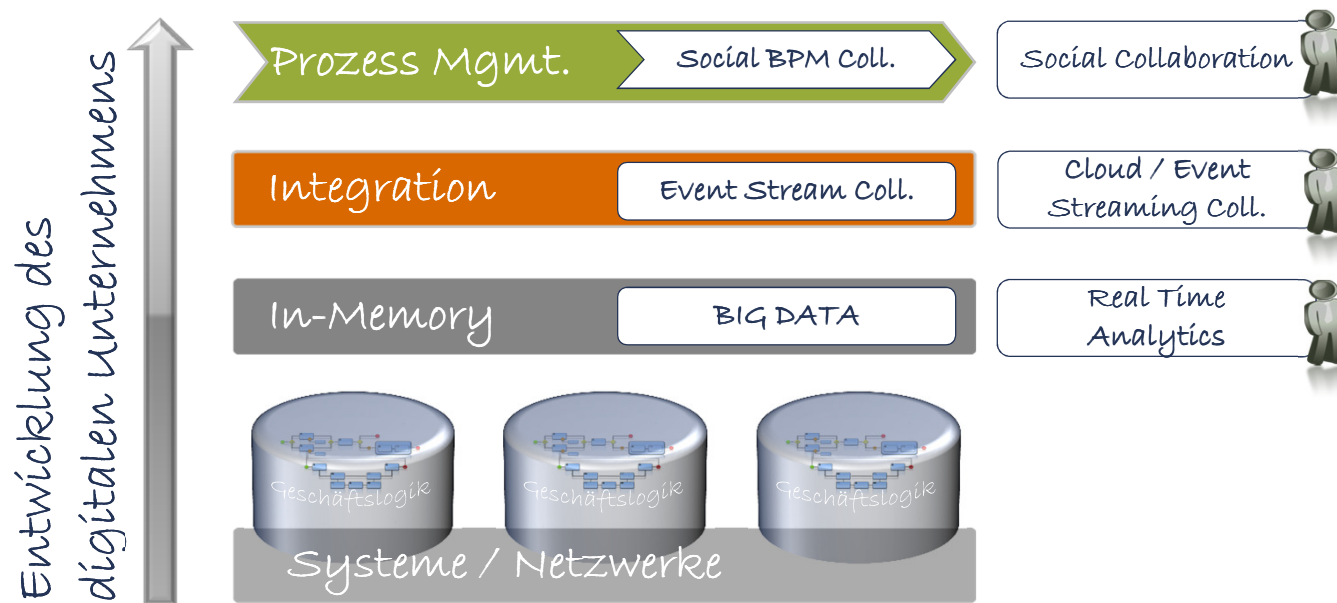 Entwicklung des
digitalen Unternehmens
Prozess Mgmt.
Social BPM Coll.
Social Collaboration
Integration
Event Stream Coll.
Cloud / Event
Streaming Coll.
In-Memory
BIG DATA
Real Time
Analytics
Geschäftslogik
Geschäftslogik
Geschäftslogik
Systeme / Netzwerke